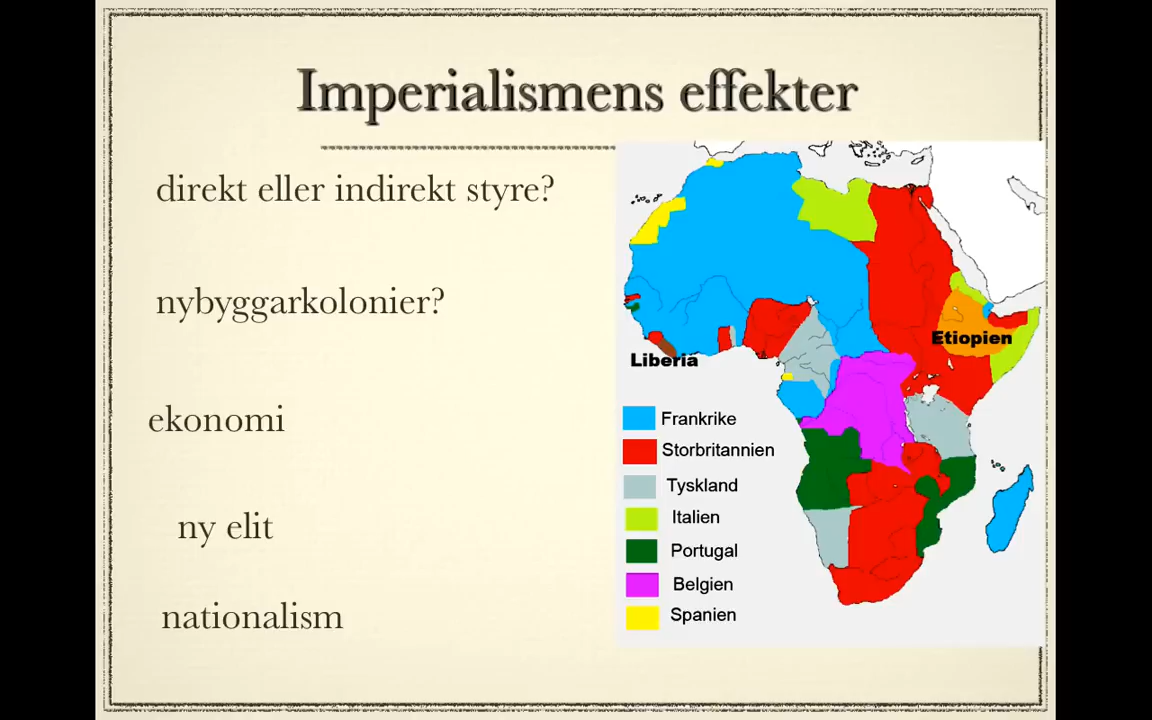 Imperialismens effekter
direkt eller indirekt styre?
nybyggarkolonier?
ekonomi
ny elit
nationalism
Etiopien
Liberia
Frankrike
Storbritannien
Tyskland
Italien
Portugal
Belgien
Spanien